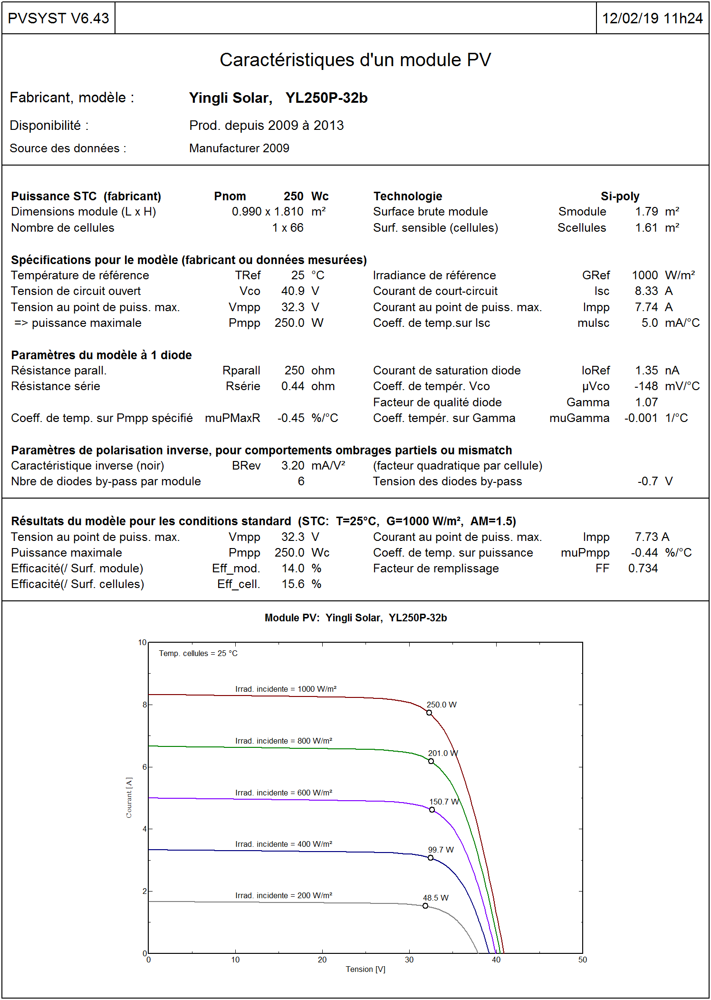 PVSYST V6.43
12/02/19 11h24
Caractéristiques d'un module PV
Fabricant, modèle : Yingli Solar, YL250P-32b
Disponibilité : Prod. depuis 2009 à 2013
Source des données : Manufacturer 2009
Puissance STC (fabricant) Pnom 250 Wc Technologie Si-poly
Dimensions module (L x H) 0.990 x 1.810 m² Surface brute module Smodule 1.79 m²
Nombre de cellules 1 x 66 Surf. sensible (cellules) Scellules 1.61 m²
Spécifications pour le modèle (fabricant ou données mesurées)
Température de référence TRef 25 °C Irradiance de référence GRef 1000 W/m²
Tension de circuit ouvert Vco 40.9 V Courant de court-circuit Isc 8.33 A
Tension au point de puiss. max. Vmpp 32.3 V Courant au point de puiss. max. Impp 7.74 A
=> puissance maximale Pmpp 250.0 W Coeff. de temp.sur Isc muIsc 5.0 mA/°C
Paramètres du modèle à 1 diode
Résistance parall. Rparall 250 ohm Courant de saturation diode IoRef 1.35 nA
Résistance série Rsérie 0.44 ohm Coeff. de tempér. Vco µVco -148 mV/°C
Facteur de qualité diode Gamma 1.07
Coeff. de temp. sur Pmpp spécifié muPMaxR -0.45 %/°C Coeff. tempér. sur Gamma muGamma -0.001 1/°C
Paramètres de polarisation inverse, pour comportements ombrages partiels ou mismatch
Caractéristique inverse (noir) BRev 3.20 mA/V² (facteur quadratique par cellule)
Nbre de diodes by-pass par module 6 Tension des diodes by-pass -0.7 V
Résultats du modèle pour les conditions standard (STC: T=25°C, G=1000 W/m², AM=1.5)
Tension au point de puiss. max. Vmpp 32.3 V Courant au point de puiss. max. Impp 7.73 A
Puissance maximale Pmpp 250.0 Wc Coeff. de temp. sur puissance muPmpp -0.44 %/°C
Efficacité(/ Surf. module) Eff_mod. 14.0 % Facteur de remplissage FF 0.734
Efficacité(/ Surf. cellules) Eff_cell. 15.6 %
Module PV: Yingli Solar, YL250P-32b
10
Temp. cellules = 25 °C
Irrad. incidente = 1000 W/m²
8
250.0 W
Irrad. incidente = 800 W/m²
201.0 W
6
Courant [A]
Irrad. incidente = 600 W/m²
150.7 W
4
Irrad. incidente = 400 W/m²
99.7 W
2
Irrad. incidente = 200 W/m²
48.5 W
0
0 10 20 30 40 50
Tension [V]